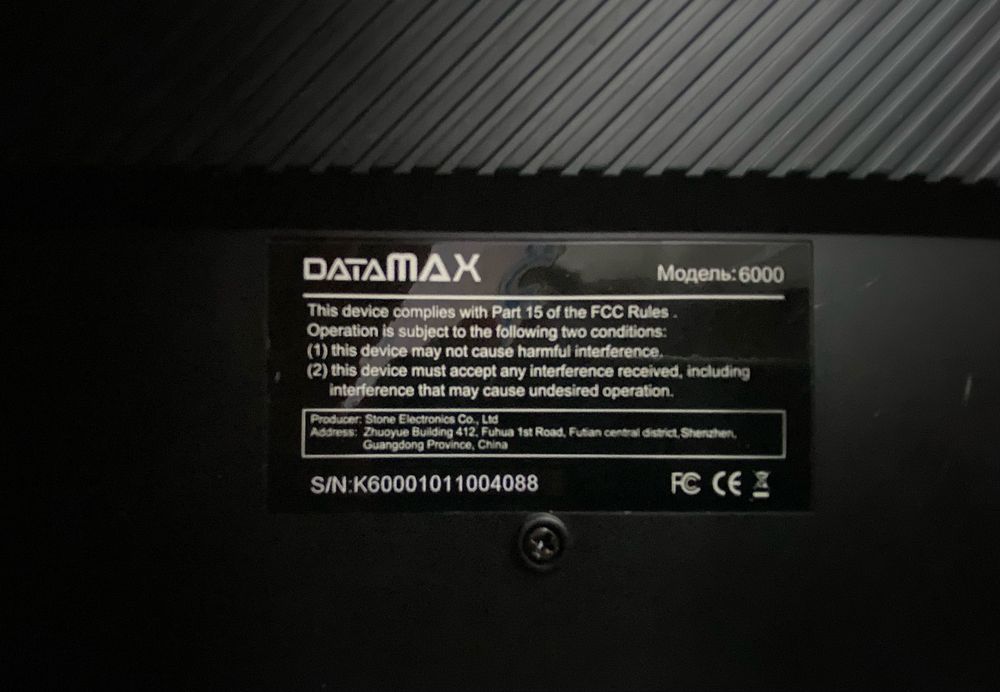 DATAMAX
Модель: 6000
This device complies with Part 15 of the FCC Rules .
Operation is subject to the following two conditions:
(1) this device may not cause harmful interference.
(2) this device must accept any interference received, including
interference that may cause undesired operation.
Producer: Stone Electronics Co., Ltd
Address: Zhuoyue Building 412, Fuhua 1st Road, Futian central district, Shenzhen,
Guangdong Province, China
S/N:K60001011004088
FC CE